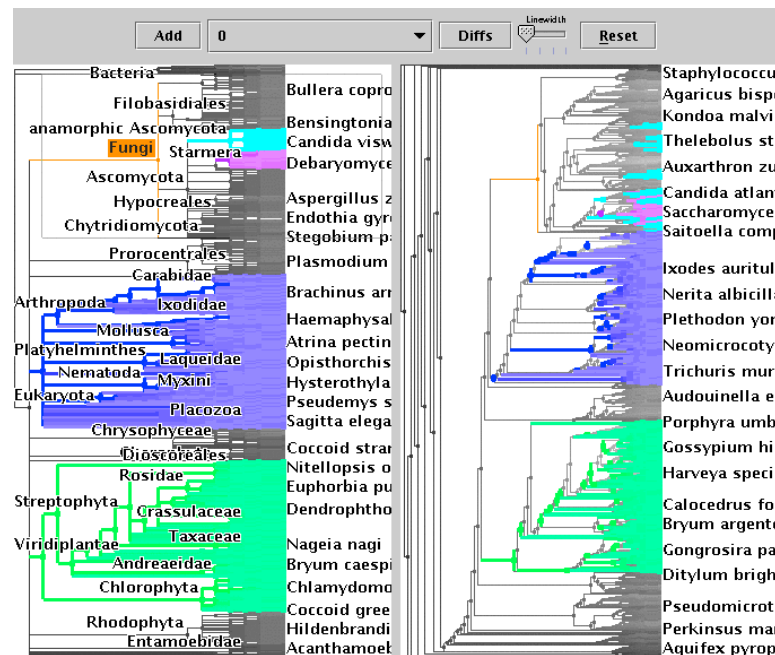 Add 0 Diffs Linewidth Reset
Bacteria
Filobasidiales
anamorphic Ascomycota
Fungi
Starmera
Ascomycota
Hypocreales
Chytridiomycota
Prorocentrales
Carabidae
Arthropoda
Ixodidae
Mollusca
Platyhelminthes
Laqueidae
Nematoda
Myxini
Eukaryota
Placozoa
Chrysophyceae
Dioscoreales
Rosidae
Streptophyta
Crassulaceae
Taxaceae
Viridiplantae
Andreaeidae
Chlorophyta
Rhodophyta
Entamoebidae
Bullera copro
Bensingtonia
Candida visw
Debaryomyce
Aspergillus z
Endothia gyr
Stegobium p
Plasmodium
Brachinus arr
Haemaphysal
Atrina pectin
Opisthorchis
Hysterothyla
Pseudemys s
Sagitta elega
Coccoid stran
Nitellopsis o
Euphorbia pu
Dendrophtho
Nageia nagi
Bryum caespi
Chlamydomo
Coccoid gree
Hildenbrandi
Acanthamoeb
Staphylococcu
Agaricus bisp
Kondoa malvi
Thelebolus st
Auxarthron zu
Candida atlan
Saccharomyce
Saitoella comp
Ixodes auritul
Nerita albicilla
Plethodon yor
Neomicrocoty
Trichuris mur
Audouinella e
Porphyra umb
Gossypium hi
Harveya speci
Calocedrus fo
Bryum argent
Gongrosira pa
Ditylum brigh
Pseudomicrot
Perkinsus mar
Aquifex pyrop